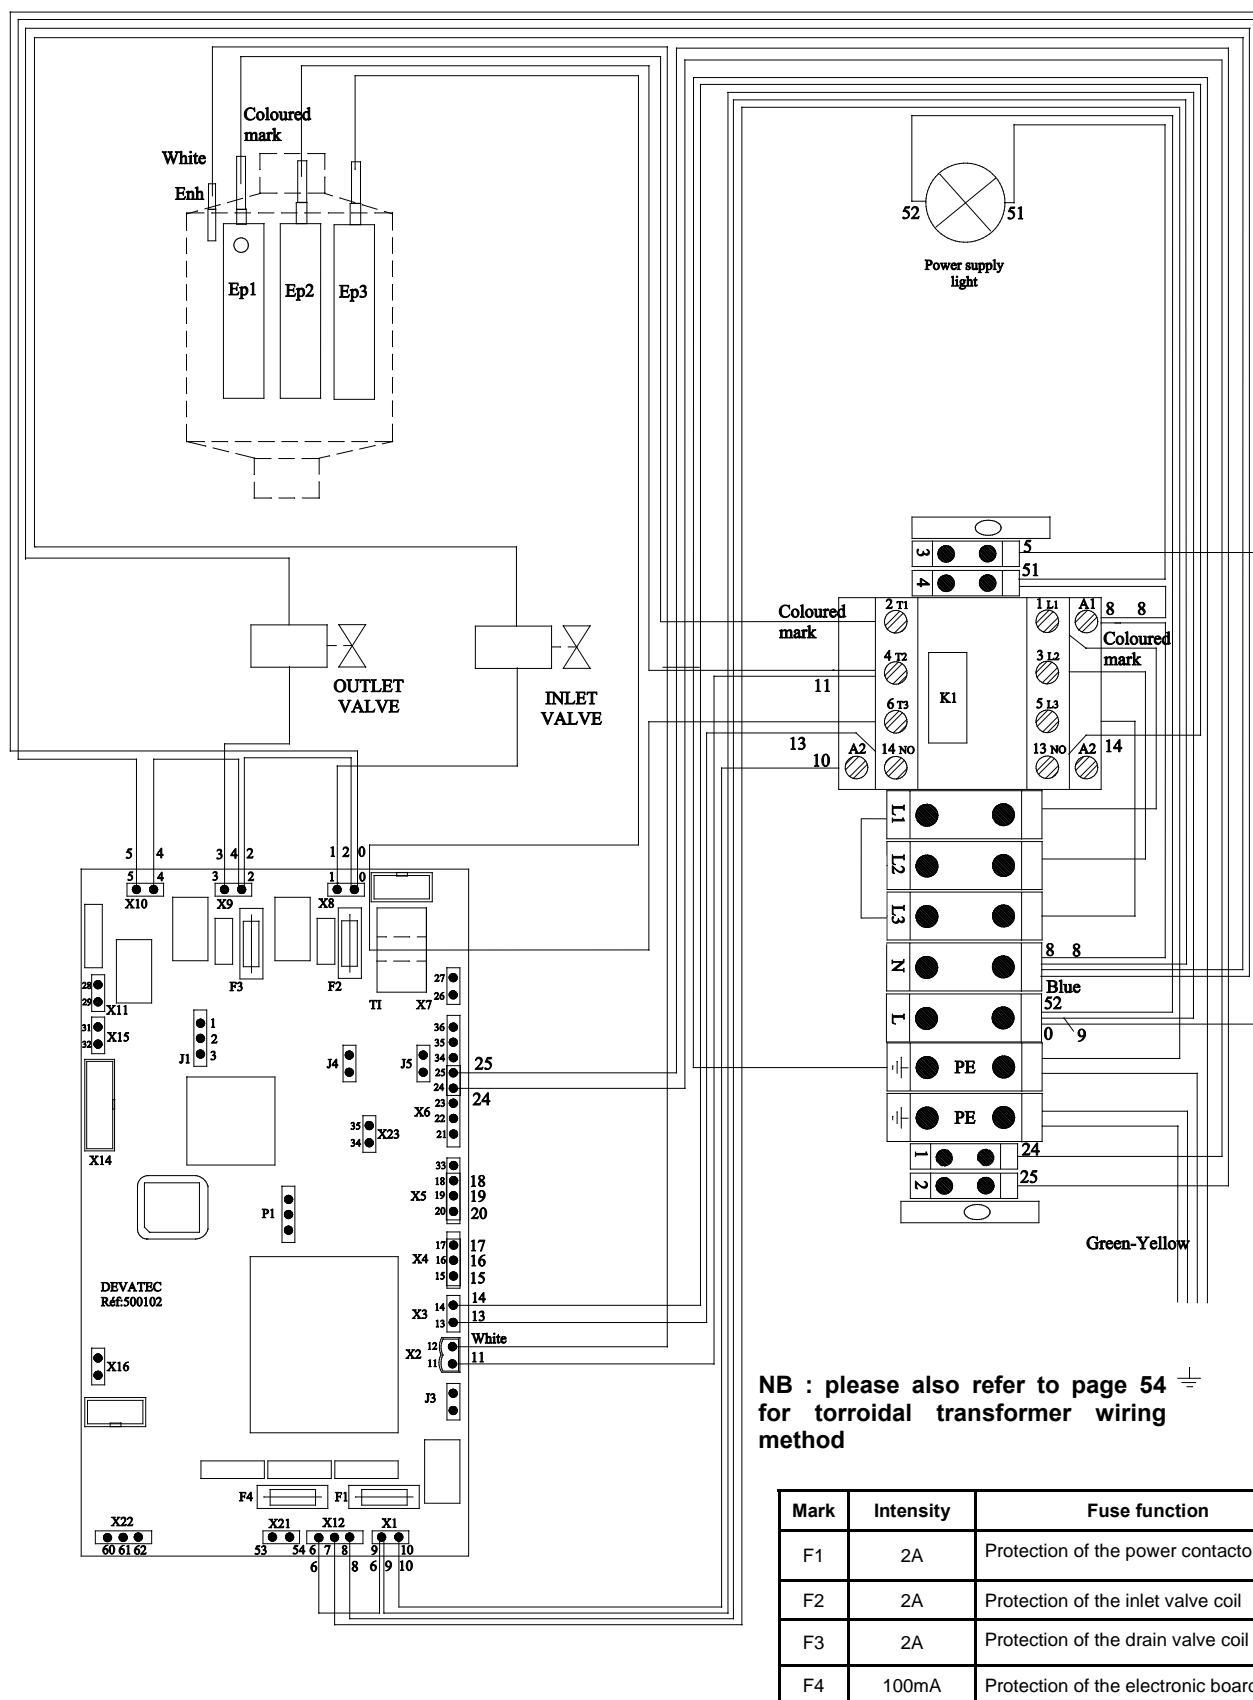 Coloured
mark
White
Enh
Ep1
Ep2
Ep3
52
51
Power supply
light
OUTLET
VALVE
INLET
VALVE
3
5
4
51
Coloured
mark
2 T1
1 L1
A1
8 8
Coloured
mark
4 T2
3 L2
11
K1
6 T3
5 L3
13
10
A2
14 NO
13 NO
A2
14
L1
L2
L3
N
8 8
Blue
L
52
0
9
PE
PE
1
24
2
25
Green-Yellow
5 4
3 4 2
1 2 0
5 4
3 2
1 0
X10
X9
X8
F3
F2
TI
X7
27
26
28
29
X11
31
32
X15
J1
1
2
3
J4
J5
36
35
34
25
25
24
24
23
X6
22
21
35
34
X23
X14
33
18
18
X5
19
19
20
20
P1
17
17
X4
16
16
15
15
DEVATEC
Réf:500102
14
14
X3
13
13
12
White
X2
11
11
X16
J3
F4
F1
X22
X21
X12
X1
60 61 62
53 54
6 7 8
9 10
6 8
6 9 10
NB : please also refer to page 54
for torroidal transformer wiring
method
Mark Intensity Fuse function
F1 2A Protection of the power contacto
F2 2A Protection of the inlet valve coil
F3 2A Protection of the drain valve coil
F4 100mA Protection of the electronic board